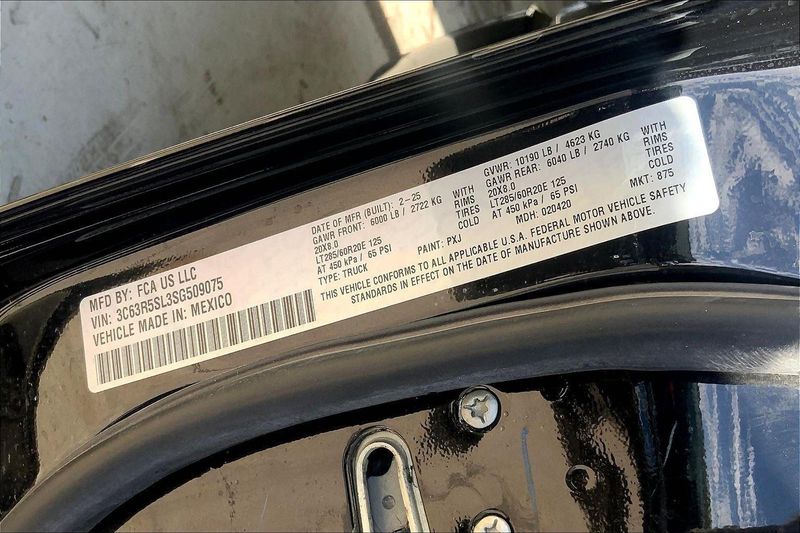 MFD BY: FCA US LLC
VIN: 3C63R5SL3SG509075
VEHICLE MADE IN: MEXICO
DATE OF MFR (BUILT): 2-25
GAWR FRONT: 6000 LB / 2722 KG WITH
20X8.0 RIMS
LT285/60R20E 125 TIRES
AT 450 kPa / 65 PSI COLD
TYPE: TRUCK
PAINT: PXJ
GVWR: 10190 LB / 4623 KG
GAWR REAR: 6040 LB / 2740 KG WITH
20X8.0 RIMS
LT285/60R20E 125 TIRES
AT 450 kPa / 65 PSI COLD
MDH: 020420
MKT: 875
THIS VEHICLE CONFORMS TO ALL APPLICABLE U.S.A. FEDERAL MOTOR VEHICLE SAFETY
STANDARDS IN EFFECT ON THE DATE OF MANUFACTURE SHOWN ABOVE.